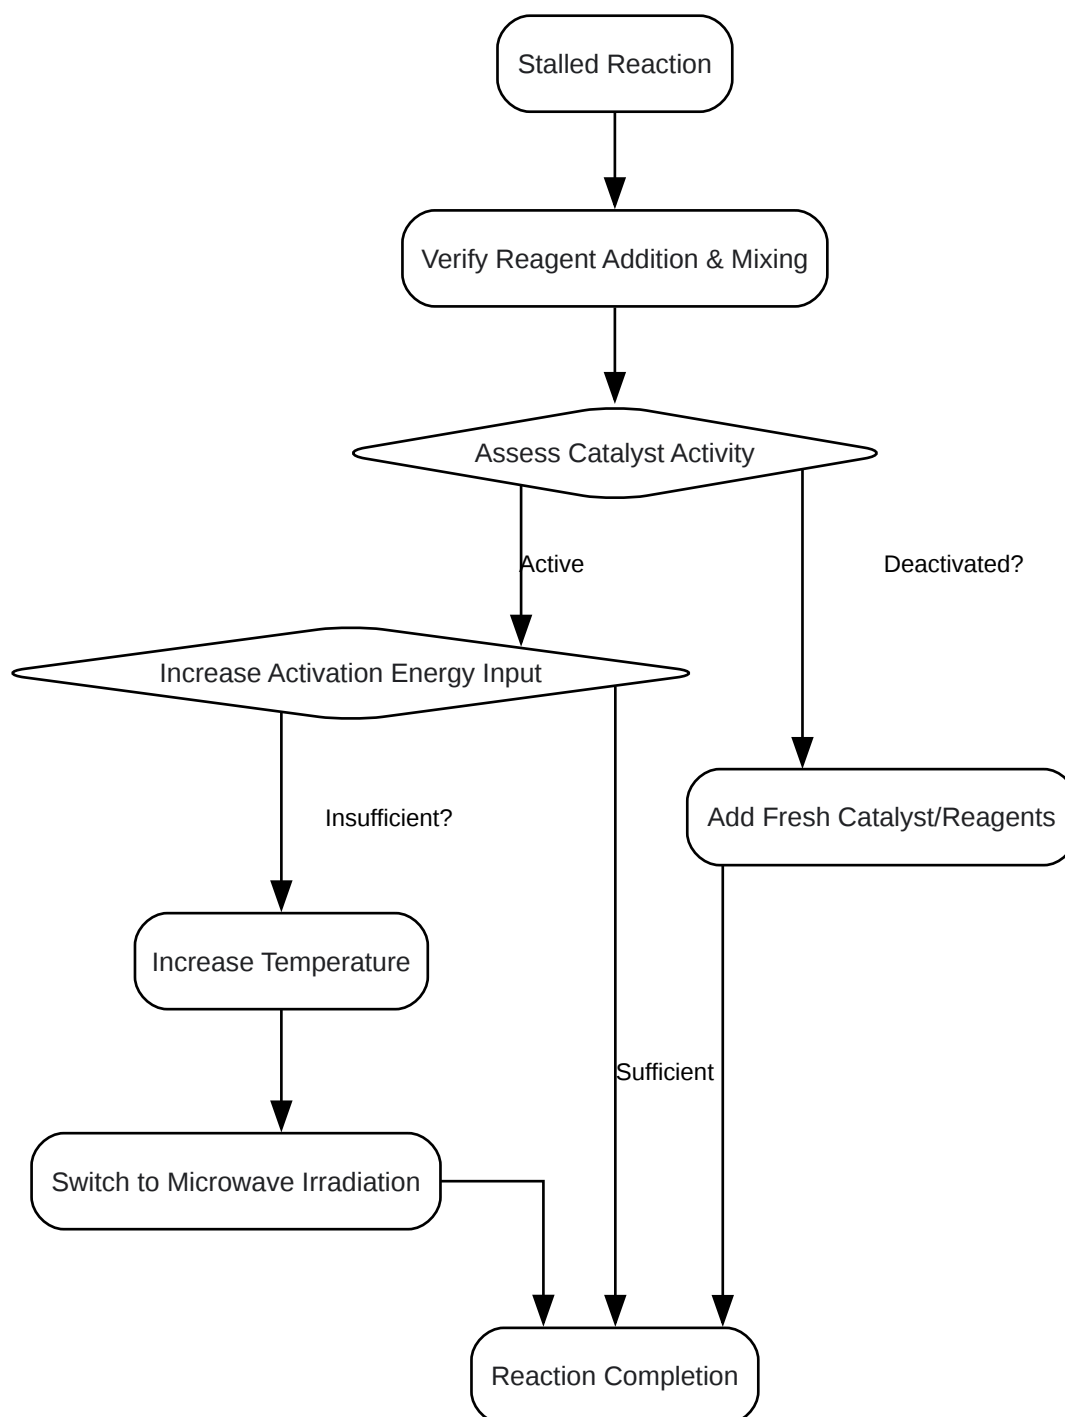 Stalled Reaction
Verify Reagent Addition & Mixing
Assess Catalyst Activity
Active
Deactivated?
Increase Activation Energy Input
Insufficient?
Add Fresh Catalyst/Reagents
Increase Temperature
Sufficient
Switch to Microwave Irradiation
Reaction Completion